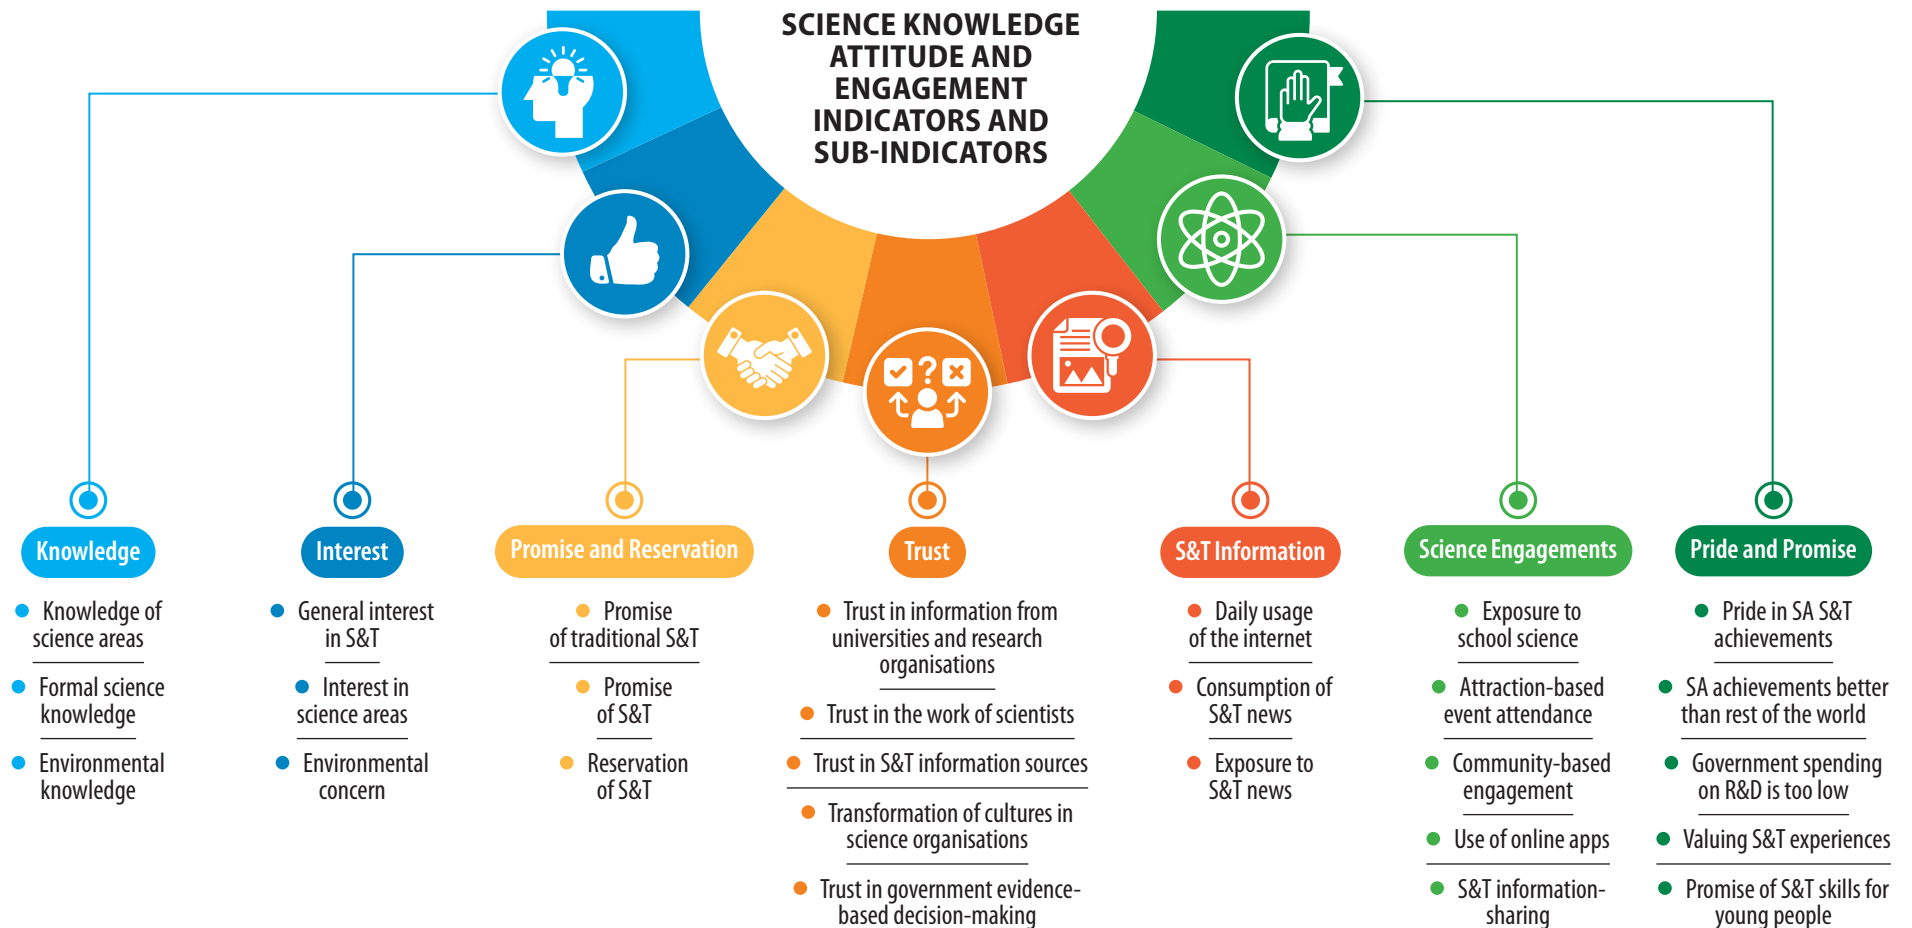 SCIENCE KNOWLEDGE
ATTITUDE AND
ENGAGEMENT
INDICATORS AND
SUB-INDICATORS
Knowledge
Knowledge of
science areas
Formal science
knowledge
Environmental
knowledge
Interest
General interest
in S&T
Interest in
science areas
Environmental
concern
Promise and Reservation
Promise
of traditional S&T
Promise
of S&T
Reservation
of S&T
Trust
Trust in information from
universities and research
organisations
Trust in the work of scientists
Trust in S&T information sources
Transformation of cultures in
science organisations
Trust in government evidence-
based decision-making
S&T Information
Daily usage
of the internet
Consumption of
S&T news
Exposure to
S&T news
Science Engagements
Exposure to
school science
Attraction-based
event attendance
Community-based
engagement
Use of online apps
S&T information-
sharing
Pride and Promise
Pride in SA S&T
achievements
SA achievements better
than rest of the world
Government spending
on R&D is too low
Valuing S&T experiences
Promise of S&T skills for
young people